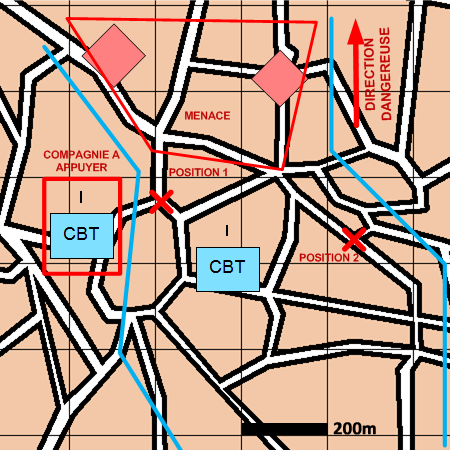 DIRECTION
DANGEREUSE
MENACE
COMPAGNIE A
APPUYER
POSITION 1
I
CBT
I
CBT
POSITION 2
200m